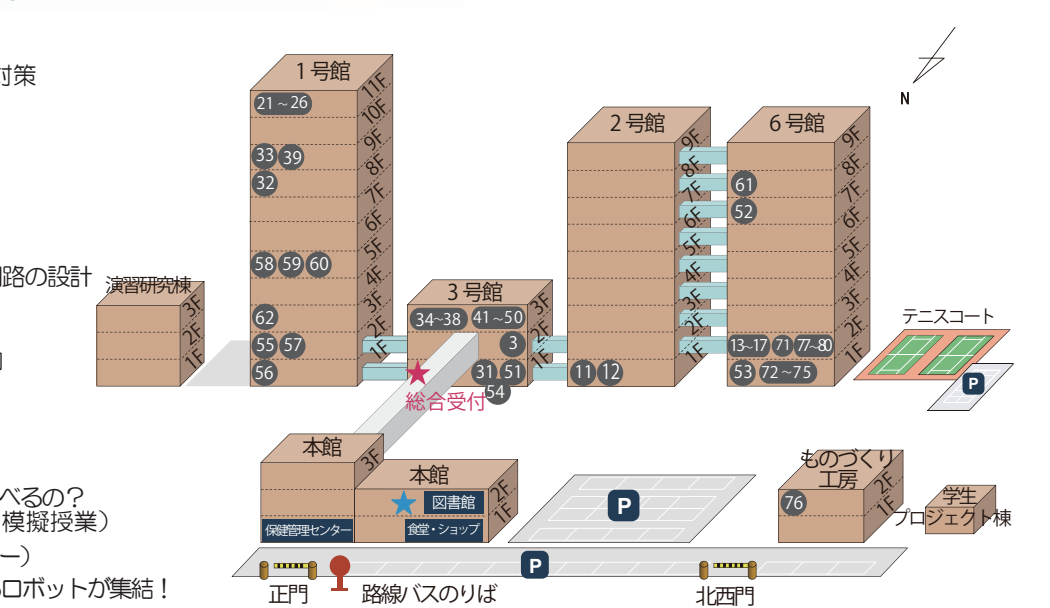 対策
回路の設計
べるの？
模擬授業）
ー）
ロボットが集結！
N
1号館
11F
10F
9F
8F
7F
6F
5F
4F
3F
2F
1F
21～26
33 39
32
58 59 60
62
55 57
56
演習研究棟
3F
2F
1F
3号館
3F
2F
1F
34~38 41～50
3
31 51
54
総合受付
2号館
9F
8F
7F
6F
5F
4F
3F
2F
1F
11 12
6号館
9F
8F
7F
6F
5F
4F
3F
2F
1F
61
52
13~17 71 77~80
53 72～75
テニスコート
P
本館
3F
保健管理センター
本館
2F
1F
図書館
食堂・ショップ
P
ものづくり
工房
2F
1F
76
学生
プロジェクト棟
P
正門
路線バスのりば
北西門